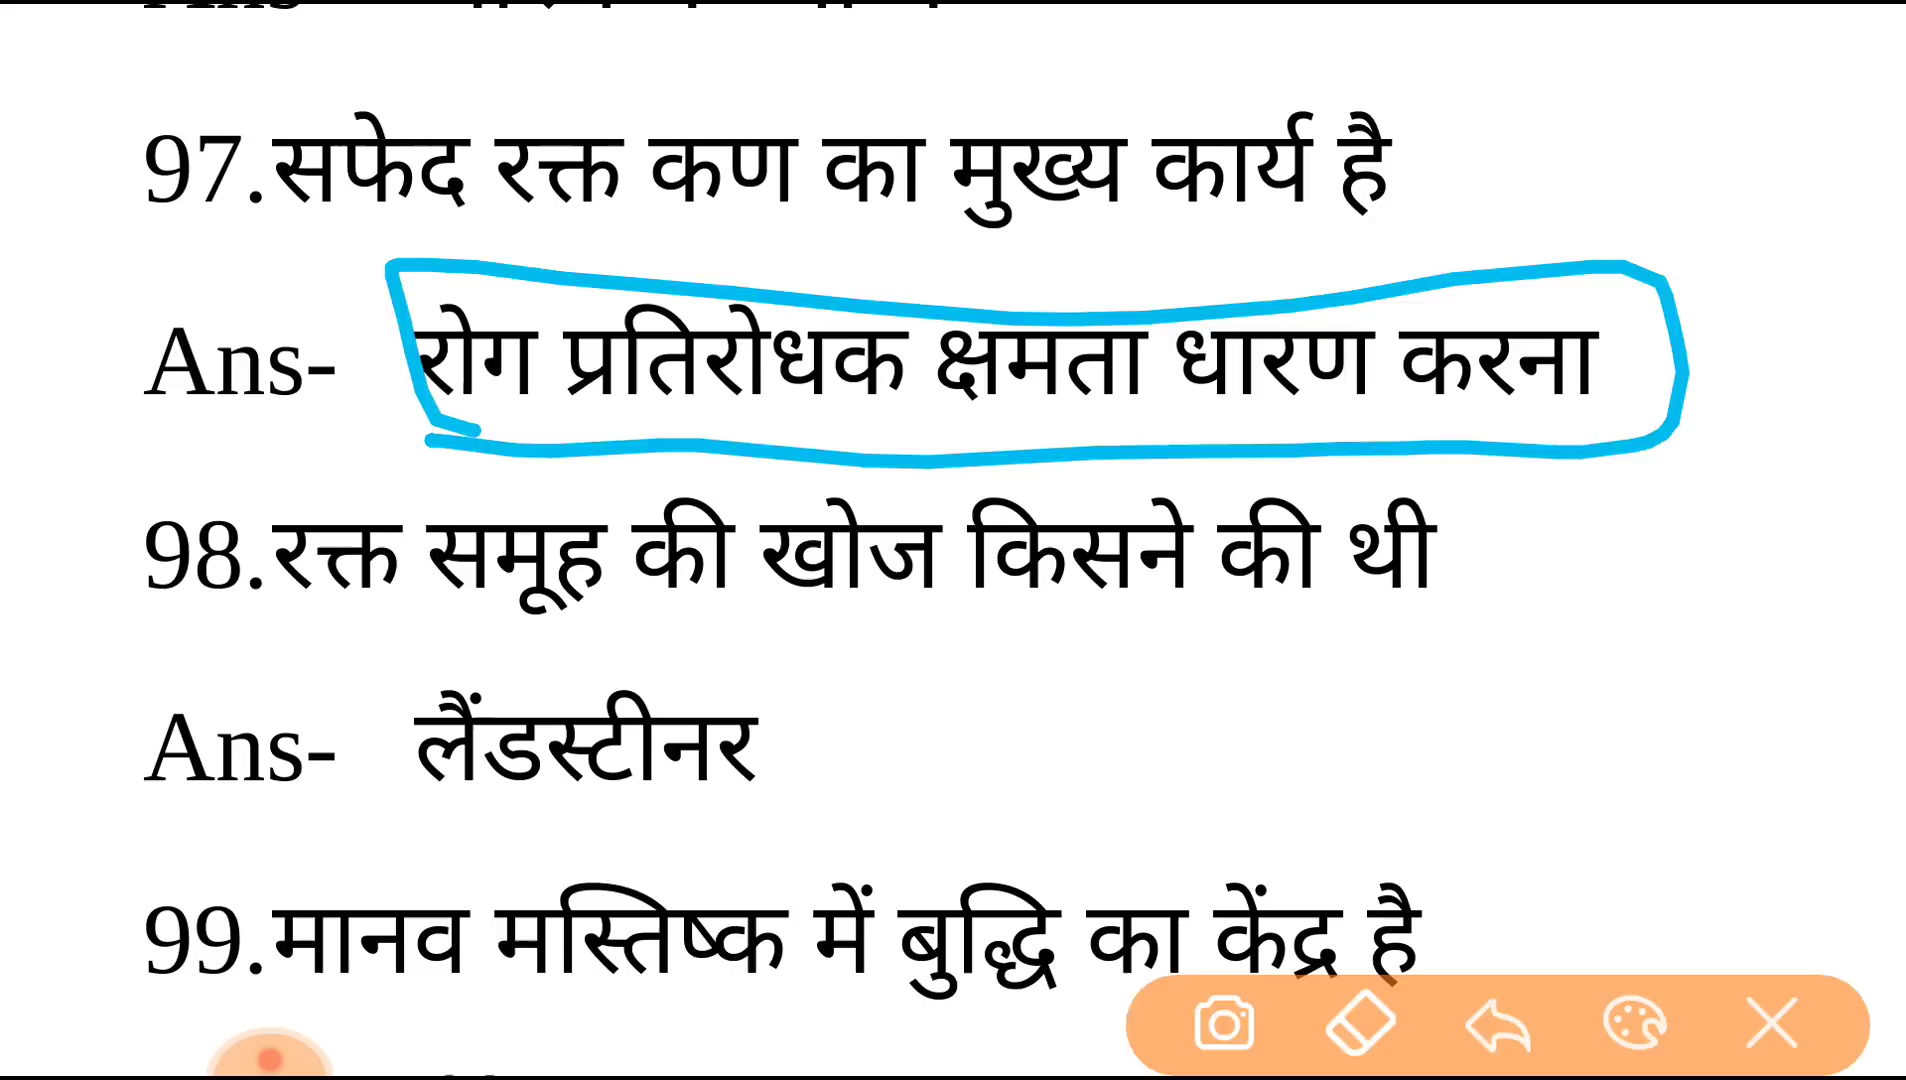 97.सफेद रक्त कण का मुख्य कार्य है
Ans- रोग प्रतिरोधक क्षमता धारण करना
98.रक्त समूह की खोज किसने की थी
Ans- लैंडस्टीनर
99.मानव मस्तिष्क में बुद्धि का केंद्र है